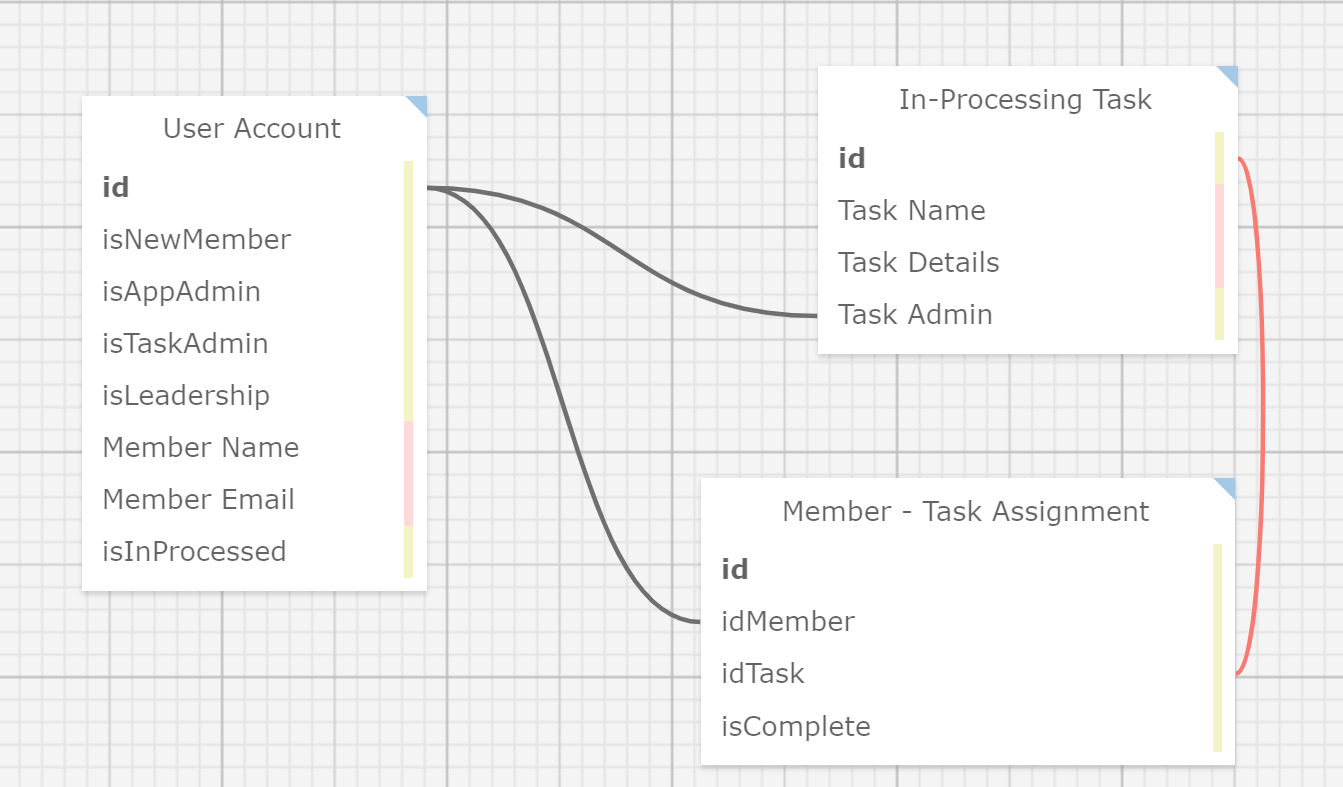 User Account
id
isNewMember
isAppAdmin
isTaskAdmin
isLeadership
Member Name
Member Email
isInProcessed
In-Processing Task
id
Task Name
Task Details
Task Admin
Member - Task Assignment
id
idMember
idTask
isComplete